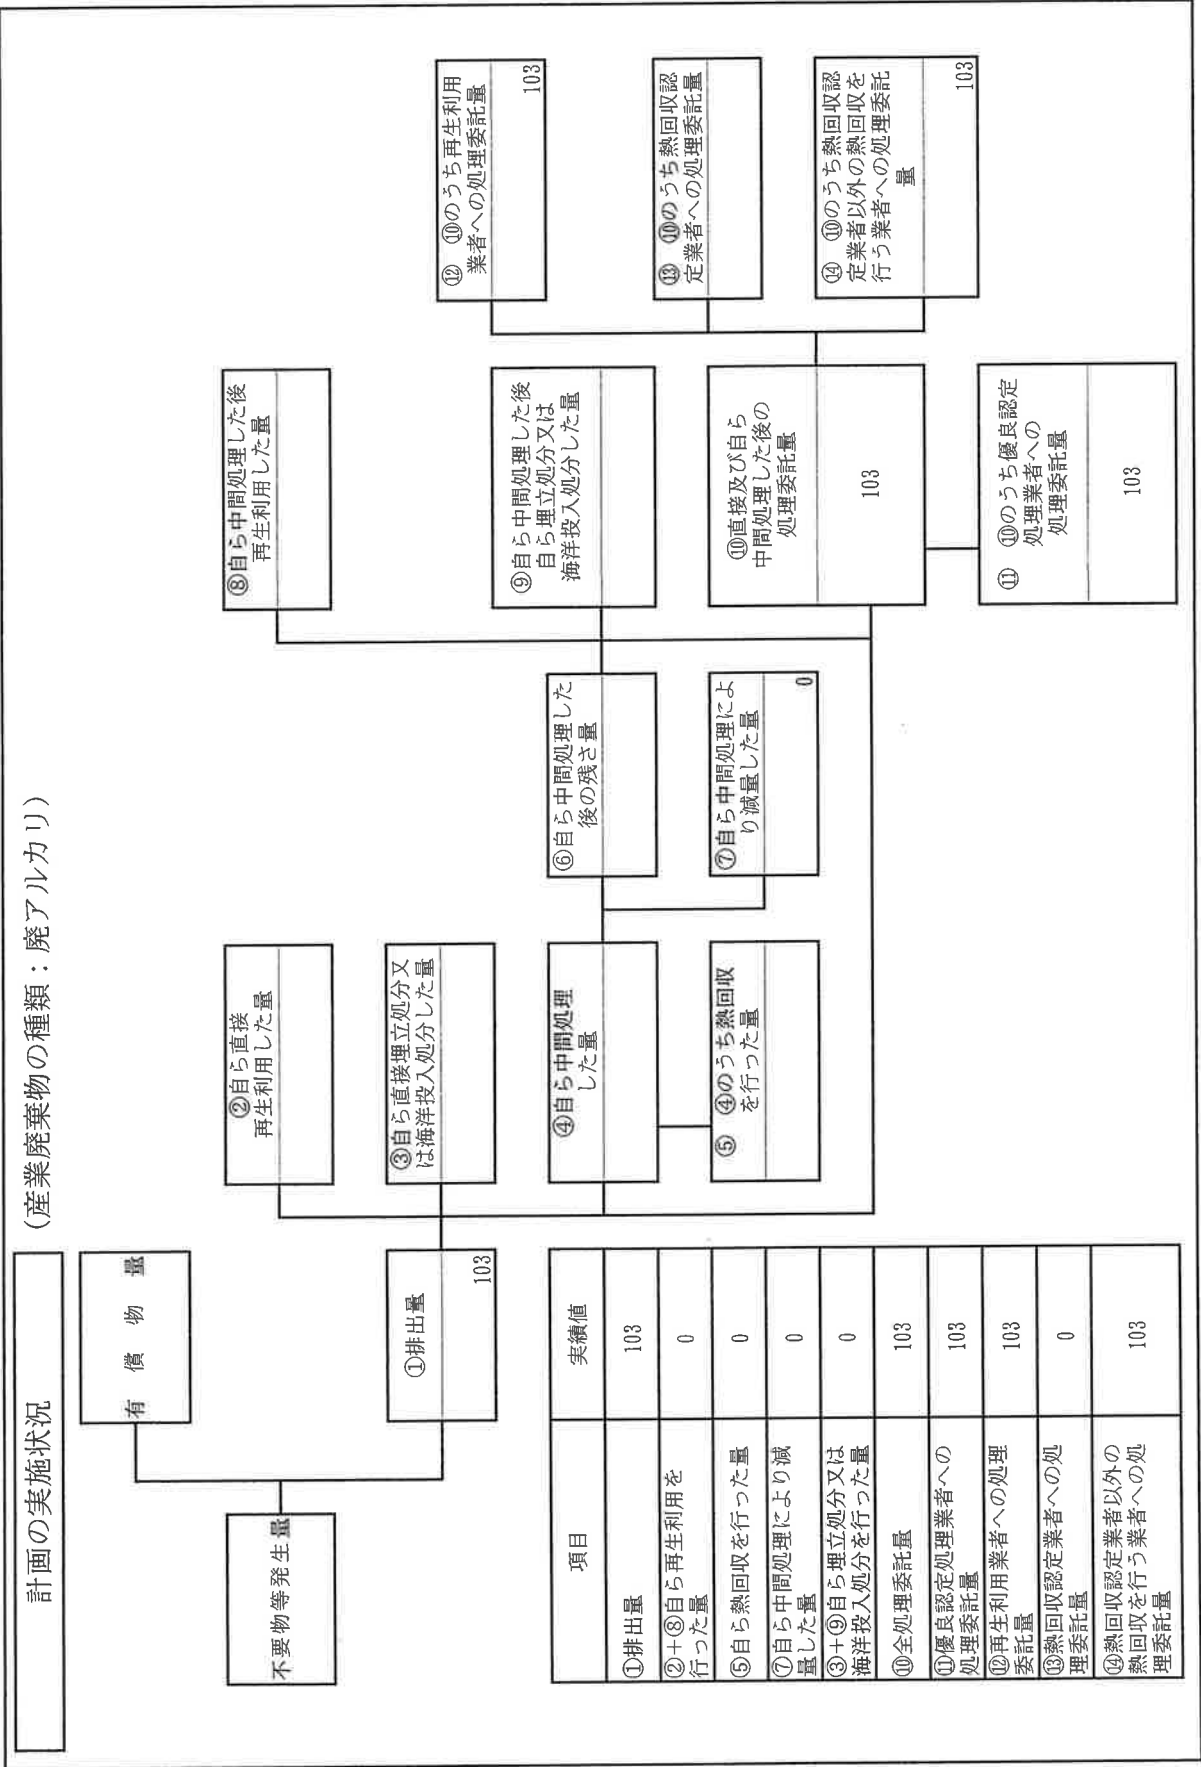 計画の実施状況
（産業廃棄物の種類：廃アルカリ）
不要物等発生量
有償物量
①排出量
103
②自ら直接
再生利用した量
③自ら直接埋立処分又
は海洋投入処分した量
④自ら中間処理
した量
⑤ ④のうち熱回収
を行った量
⑥自ら中間処理した
後の残さ量
⑦自ら中間処理によ
り減量した量
0
⑧自ら中間処理した後
再生利用した量
⑨自ら中間処理した後
自ら埋立処分又は
海洋投入処分した量
⑩直接及び自ら
中間処理した後の
処理委託量
103
⑪ ⑩のうち優良認定
処理業者への
処理委託量
103
⑫ ⑩のうち再生利用
業者への処理委託量
103
⑬ ⑩のうち熱回収認
定業者への処理委託量
⑭ ⑩のうち熱回収認
定業者以外の熱回収を
行う業者への処理委託
量
103
項目 実績値
①排出量 103
②+⑧自ら再生利用を
行った量 0
⑤自ら熱回収を行った量 0
⑦自ら中間処理により減
量した量 0
③+⑨自ら埋立処分又は
海洋投入処分を行った量 0
⑩全処理委託量 103
⑪優良認定処理業者への
処理委託量 103
⑫再生利用業者への処理
委託量 103
⑬熱回収認定業者への処
理委託量 0
⑭熱回収認定業者以外の
熱回収を行う業者への処
理委託量 103